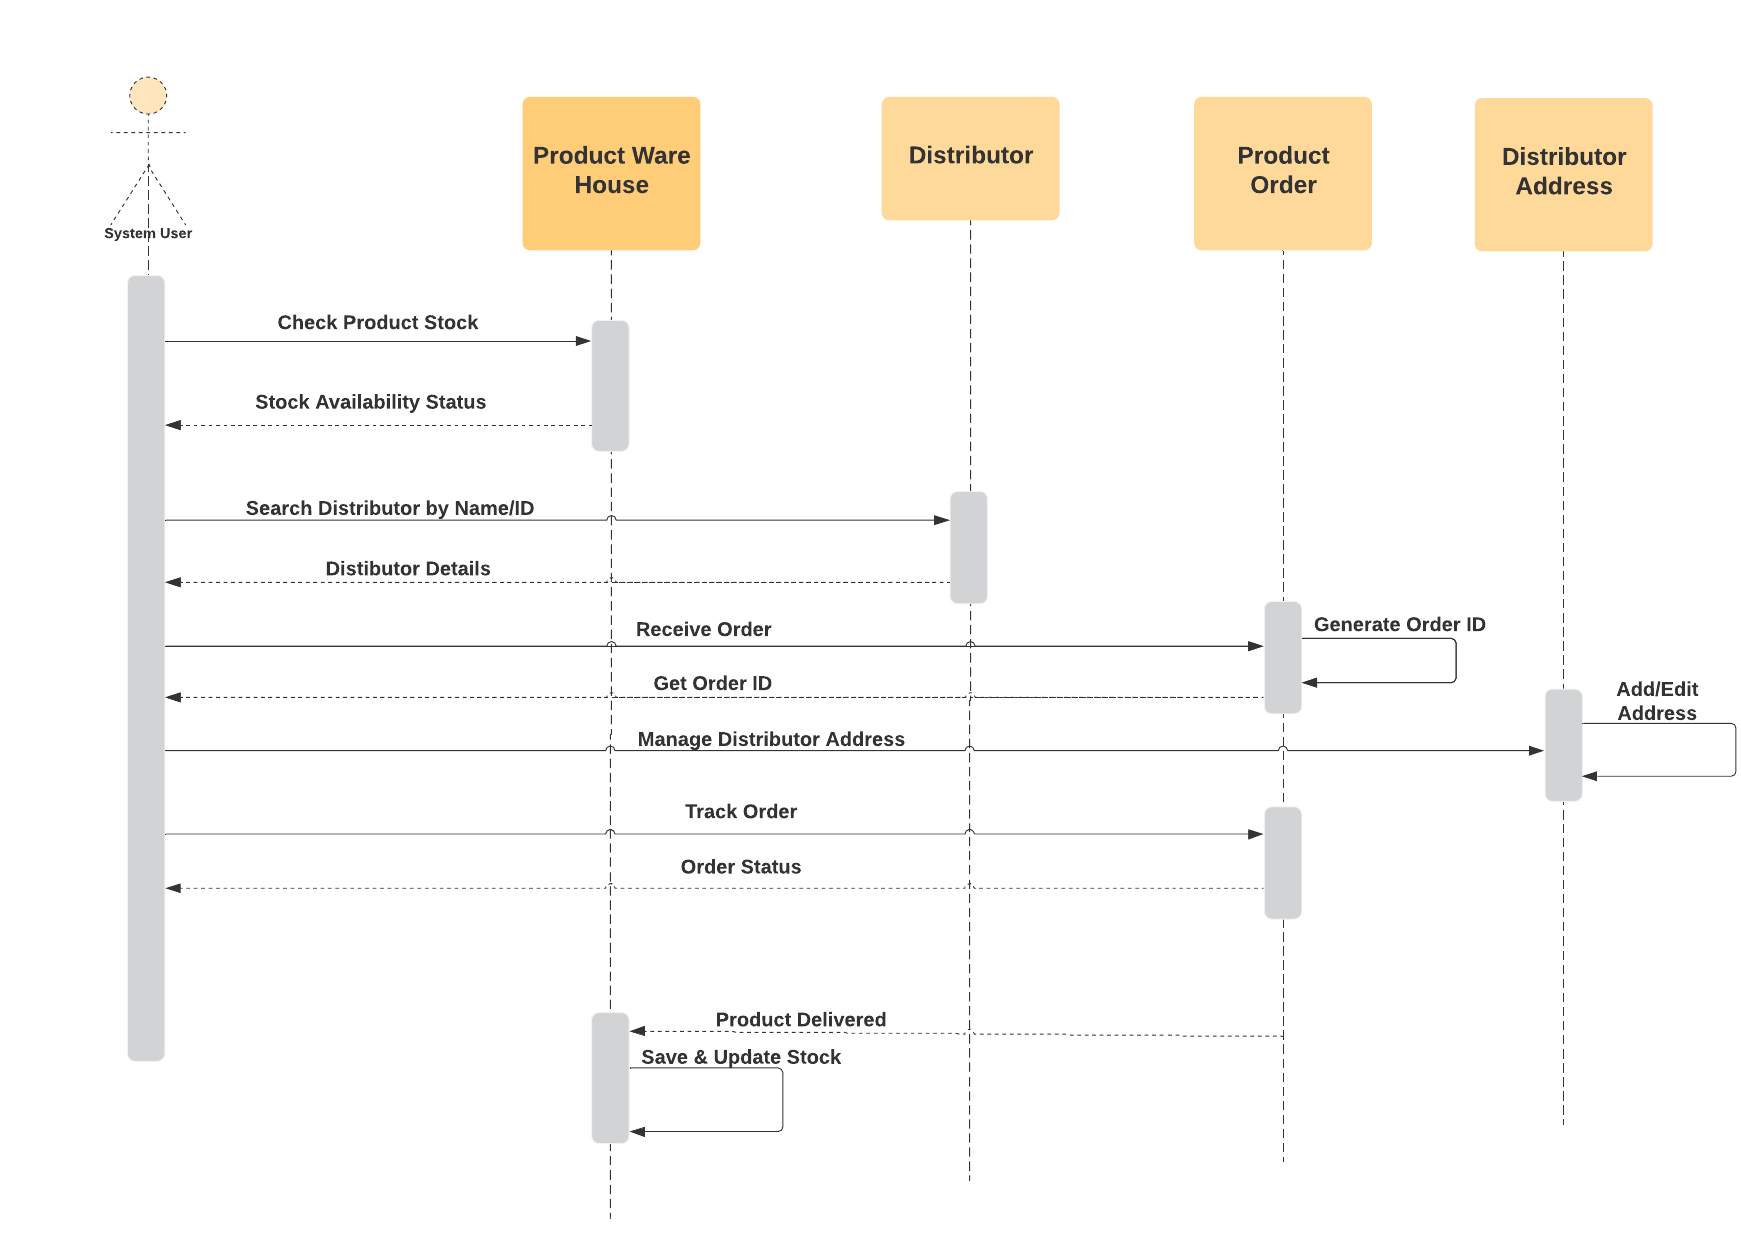 System User
Product Ware
House
Distributor
Product
Order
Distributor
Address
Check Product Stock
Stock Availability Status
Search Distributor by Name/ID
Distibutor Details
Receive Order
Generate Order ID
Get Order ID
Add/Edit
Address
Manage Distributor Address
Track Order
Order Status
Product Delivered
Save & Update Stock